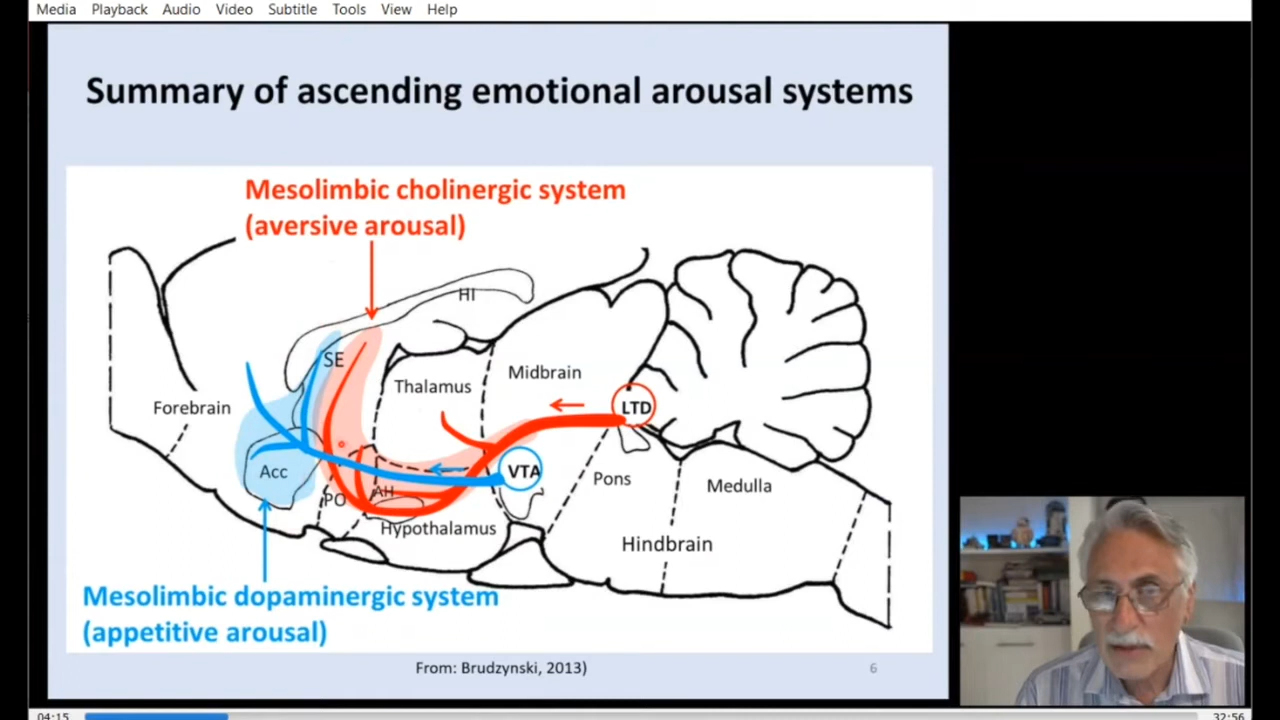 Media Playback Audio Video Subtitle Tools View Help
Summary of ascending emotional arousal systems
Mesolimbic cholinergic system
(aversive arousal)
HI
SE
Thalamus
Midbrain
Forebrain
LTD
Acc
VTA
PO
AH
Pons
Medulla
Hypothalamus
Hindbrain
Mesolimbic dopaminergic system
(appetitive arousal)
From: Brudzynski, 2013)
6
04:15 32:56